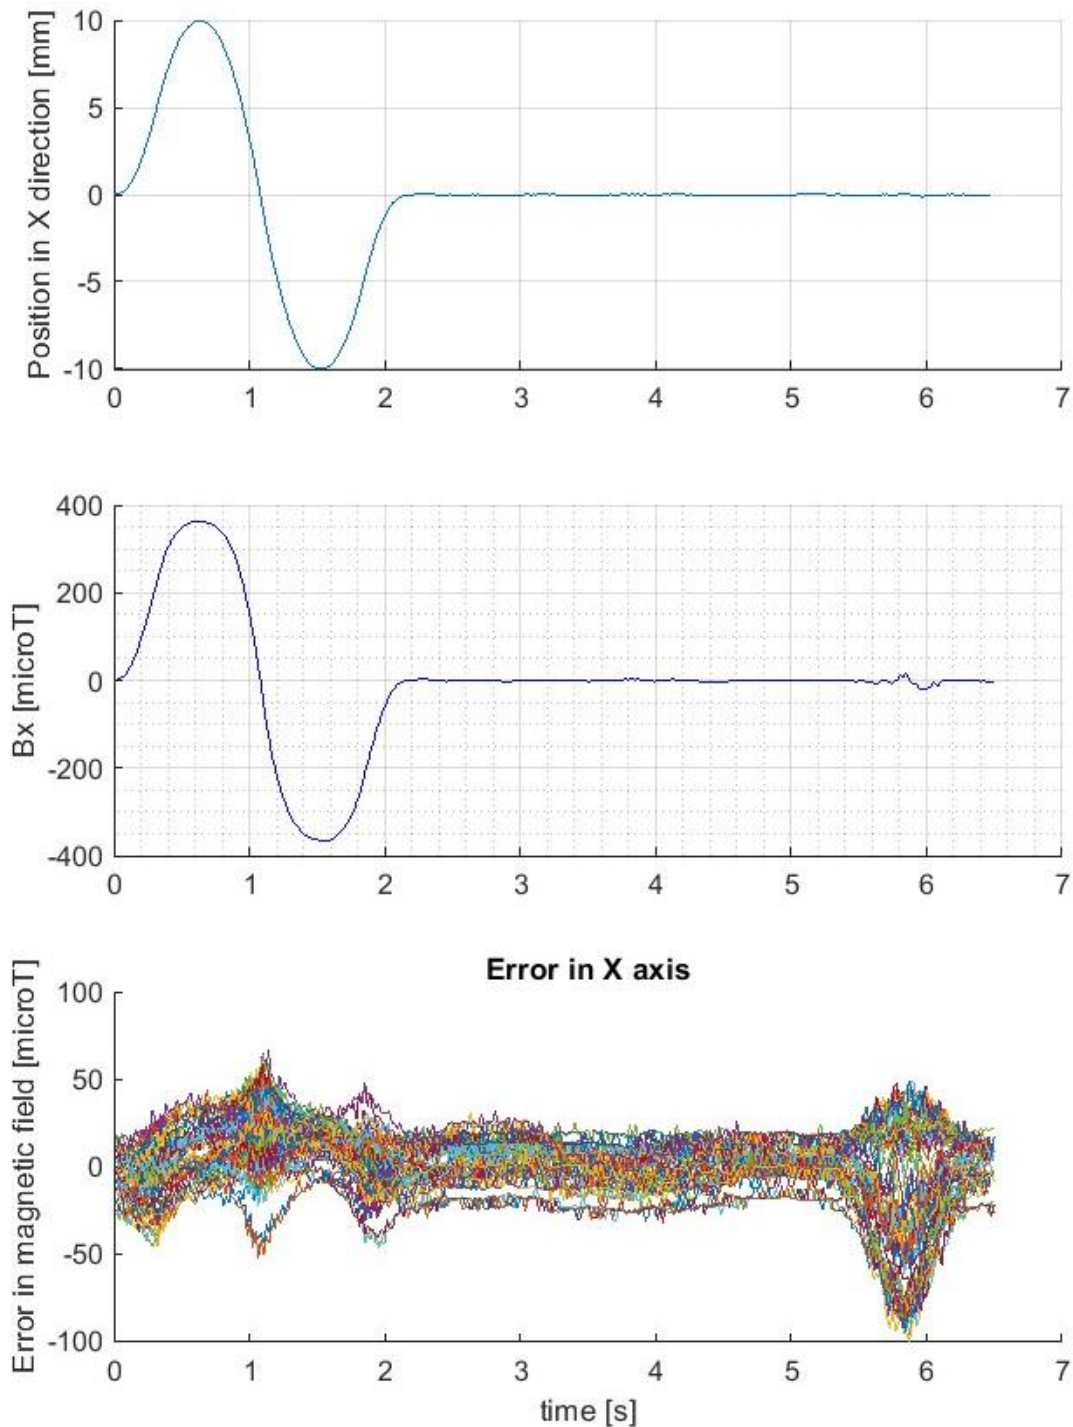 Position in X direction [mm]
10
5
0
-5
-10
0 1 2 3 4 5 6 7
Bx [microT]
400
200
0
-200
-400
0 1 2 3 4 5 6 7
Error in X axis
Error in magnetic field [microT]
100
50
0
-50
-100
0 1 2 3 4 5 6 7
time [s]